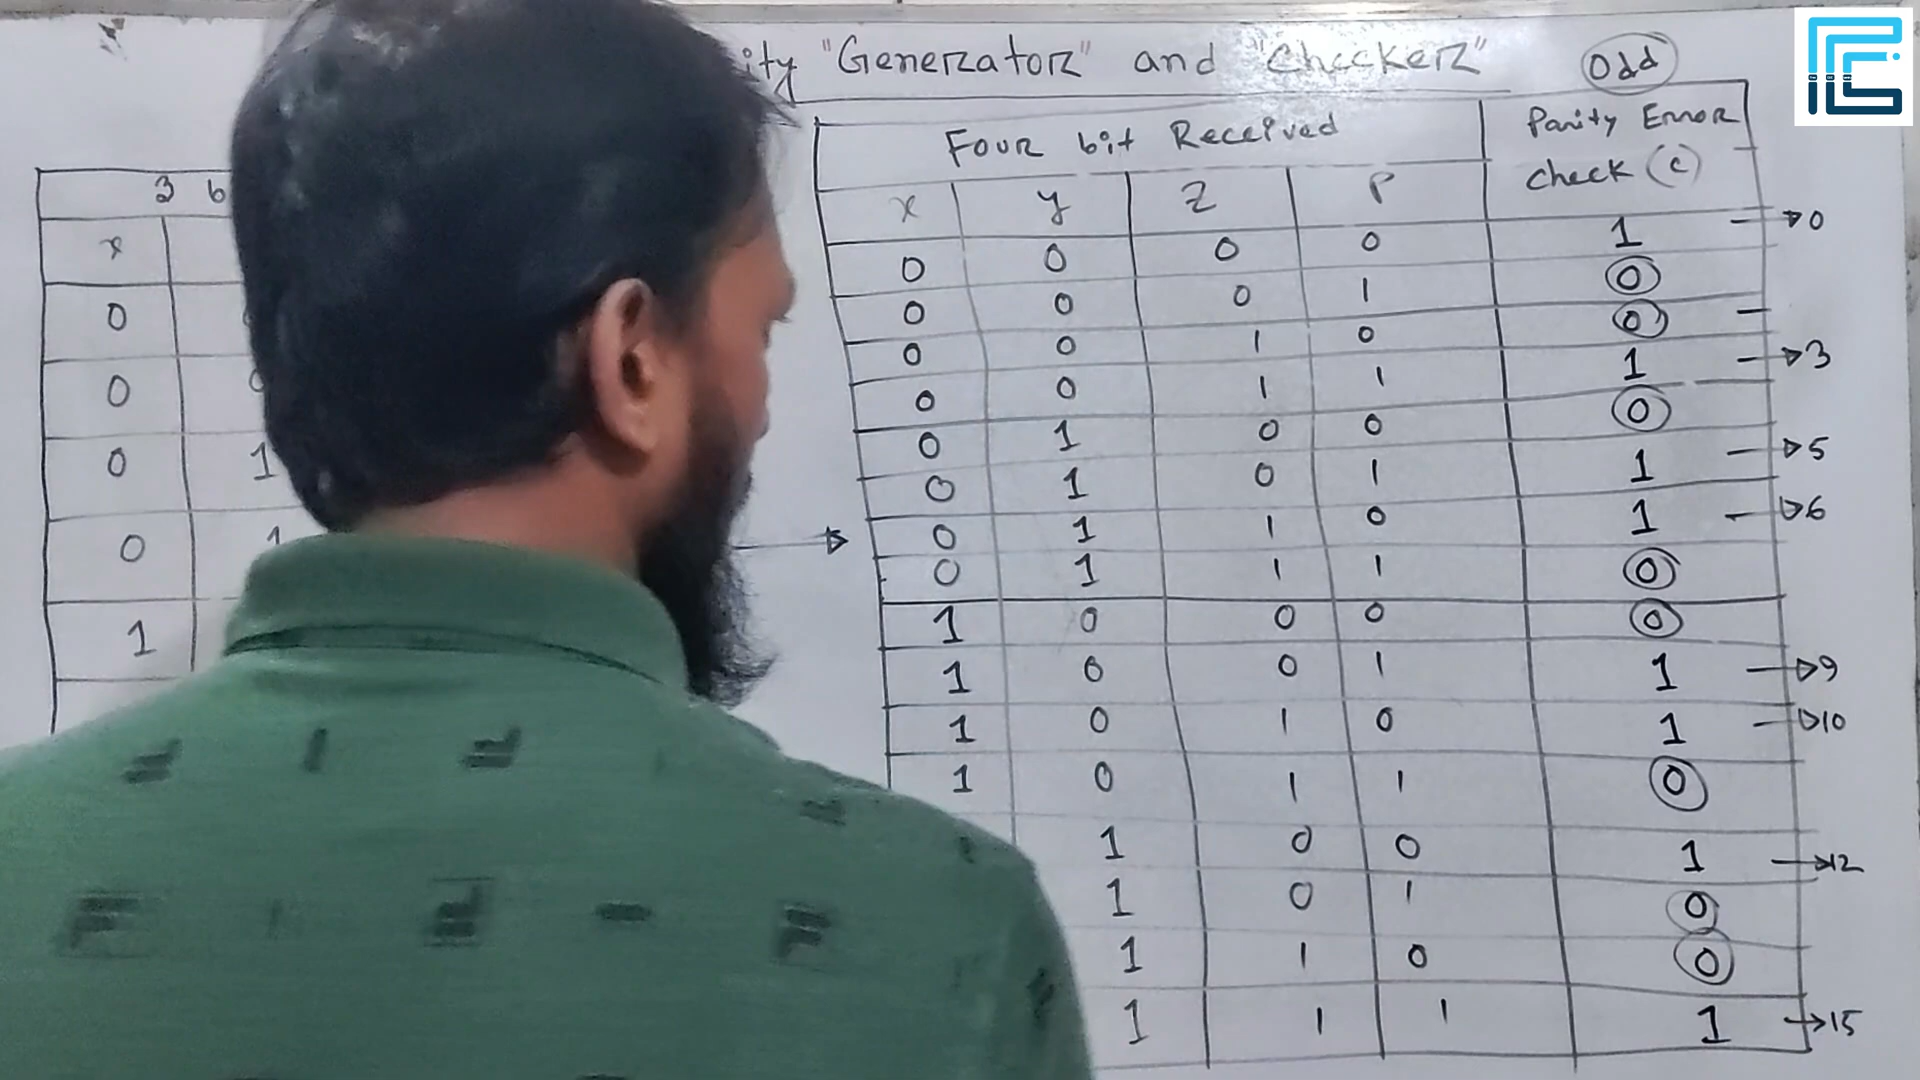 "Generator" and "Checker" Odd
3 b
x
0
0
0 1
0 1
1
Four bit Received Parity Error check (c)
x y Z P
0 0 0 0 1 → 0
0 0 0 1 0
0 0 1 0 0
0 0 1 1 1 → 3
0 1 0 0 0
0 1 0 1 1 → 5
0 1 1 0 1 → 6
0 1 1 1 0
1 0 0 0 0
1 0 0 1 1 → 9
1 0 1 0 1 → 10
1 0 1 1 0
1 0 0 1 → 12
1 0 1 0
1 1 0 0
1 1 1 1 → 15